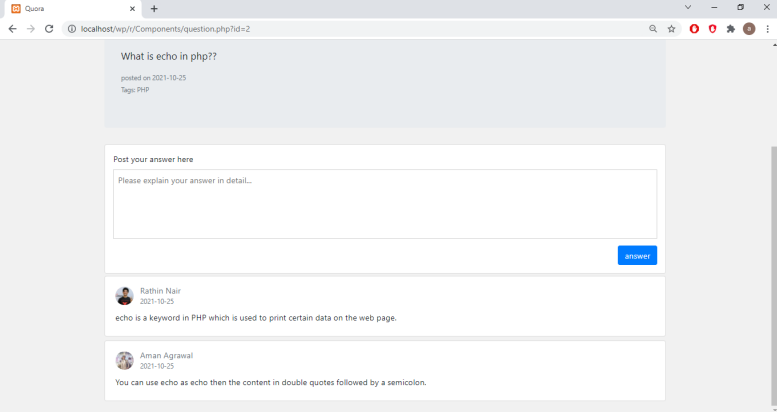 Quora
localhost/wp/r/Components/question.php?id=2
a
What is echo in php??
posted on 2021-10-25
Tags: PHP
Post your answer here
Please explain your answer in detail...
answer
Rathin Nair
2021-10-25
echo is a keyword in PHP which is used to print certain data on the web page.
Aman Agrawal
2021-10-25
You can use echo as echo then the content in double quotes followed by a semicolon.